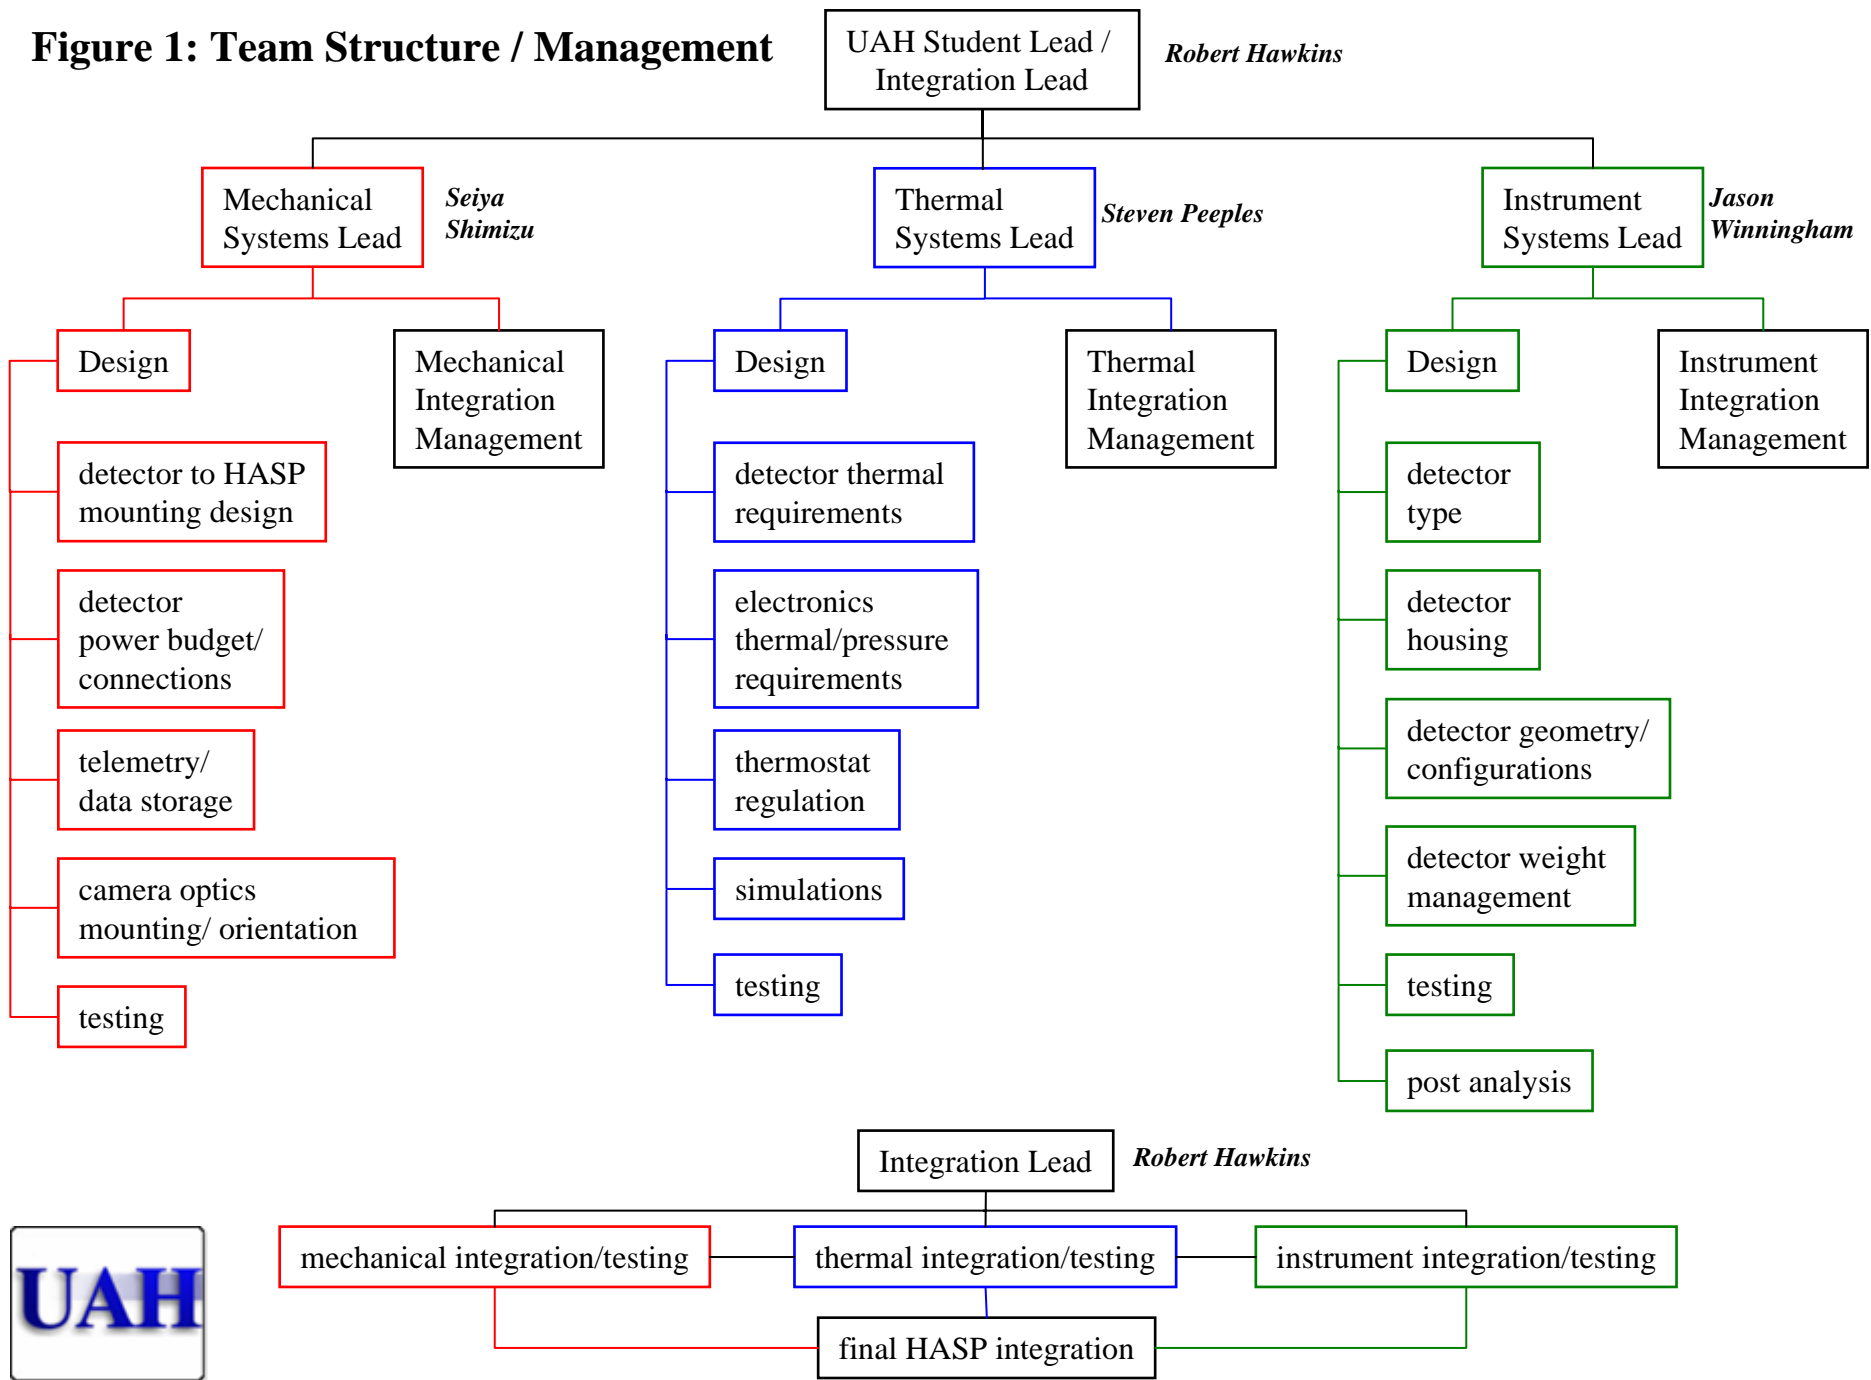 Figure 1: Team Structure / Management
UAH Student Lead /
Integration Lead
Robert Hawkins
Mechanical
Systems Lead
Seiya
Shimizu
Thermal
Systems Lead
Steven Peeples
Instrument
Systems Lead
Jason
Winningham
Design
Mechanical
Integration
Management
detector to HASP
mounting design
detector
power budget/
connections
telemetry/
data storage
camera optics
mounting/ orientation
testing
Design
Thermal
Integration
Management
detector thermal
requirements
electronics
thermal/pressure
requirements
thermostat
regulation
simulations
testing
Design
Instrument
Integration
Management
detector
type
detector
housing
detector geometry/
configurations
detector weight
management
testing
post analysis
Integration Lead
Robert Hawkins
mechanical integration/testing
thermal integration/testing
instrument integration/testing
final HASP integration
UAH